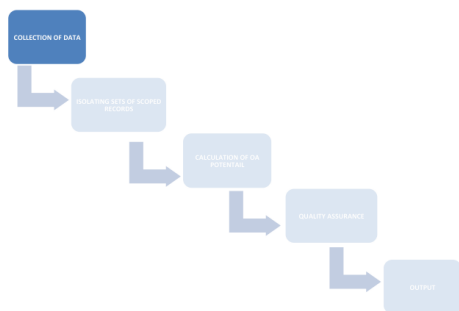 COLLECTION OF DATA
ISOLATING SETS OF SCOPED
RECORDS
CALCULATION OF DA
POTENTIAL
QUALITY ASSURANCE
OUTPUT